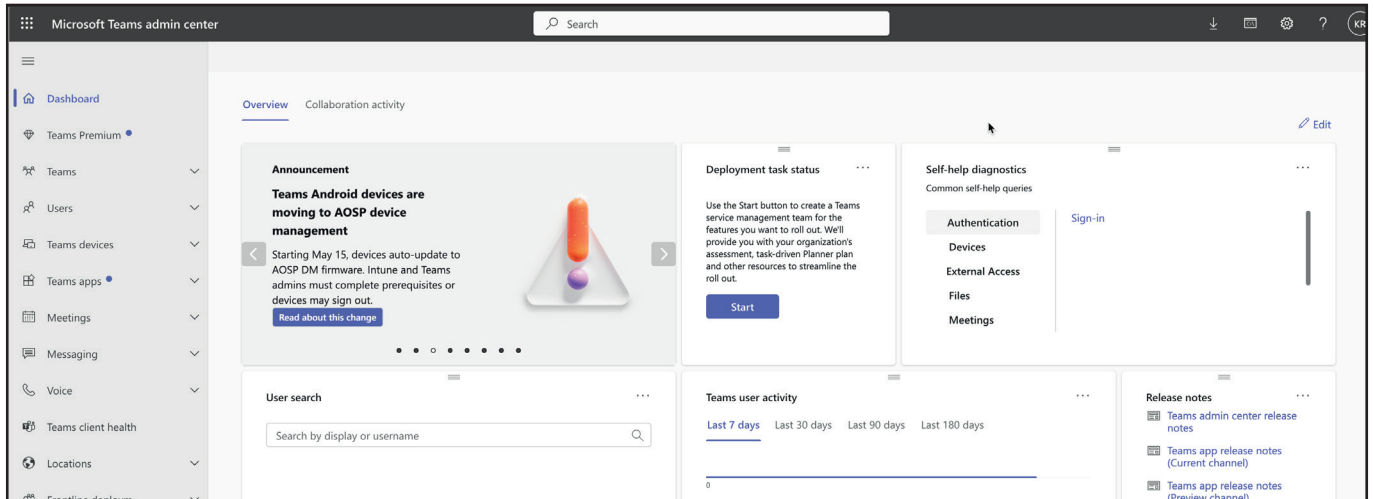 Microsoft Teams admin center
Search
?
KR
Dashboard
Teams Premium
Teams
Users
Teams devices
Teams apps
Meetings
Messaging
Voice
Teams client health
Locations
Overview
Collaboration activity
Edit
Announcement
Teams Android devices are
moving to AOSP device
management
Starting May 15, devices auto-update to
AOSP DM firmware. Intune and Teams
admins must complete prerequisites or
devices may sign out.
Read about this change
Deployment task status
Use the Start button to create a Teams
service management team for the
features you want to roll out. We'll
provide you with your organization's
assessment, task-driven Planner plan
and other resources to streamline the
roll out.
Start
Self-help diagnostics
Common self-help queries
Authentication
Devices
External Access
Files
Meetings
Sign-in
User search
Search by display or username
Teams user activity
Last 7 days
Last 30 days
Last 90 days
Last 180 days
0
Release notes
Teams admin center release
notes
Teams app release notes
(Current channel)
Teams app release notes
(Preview channel)